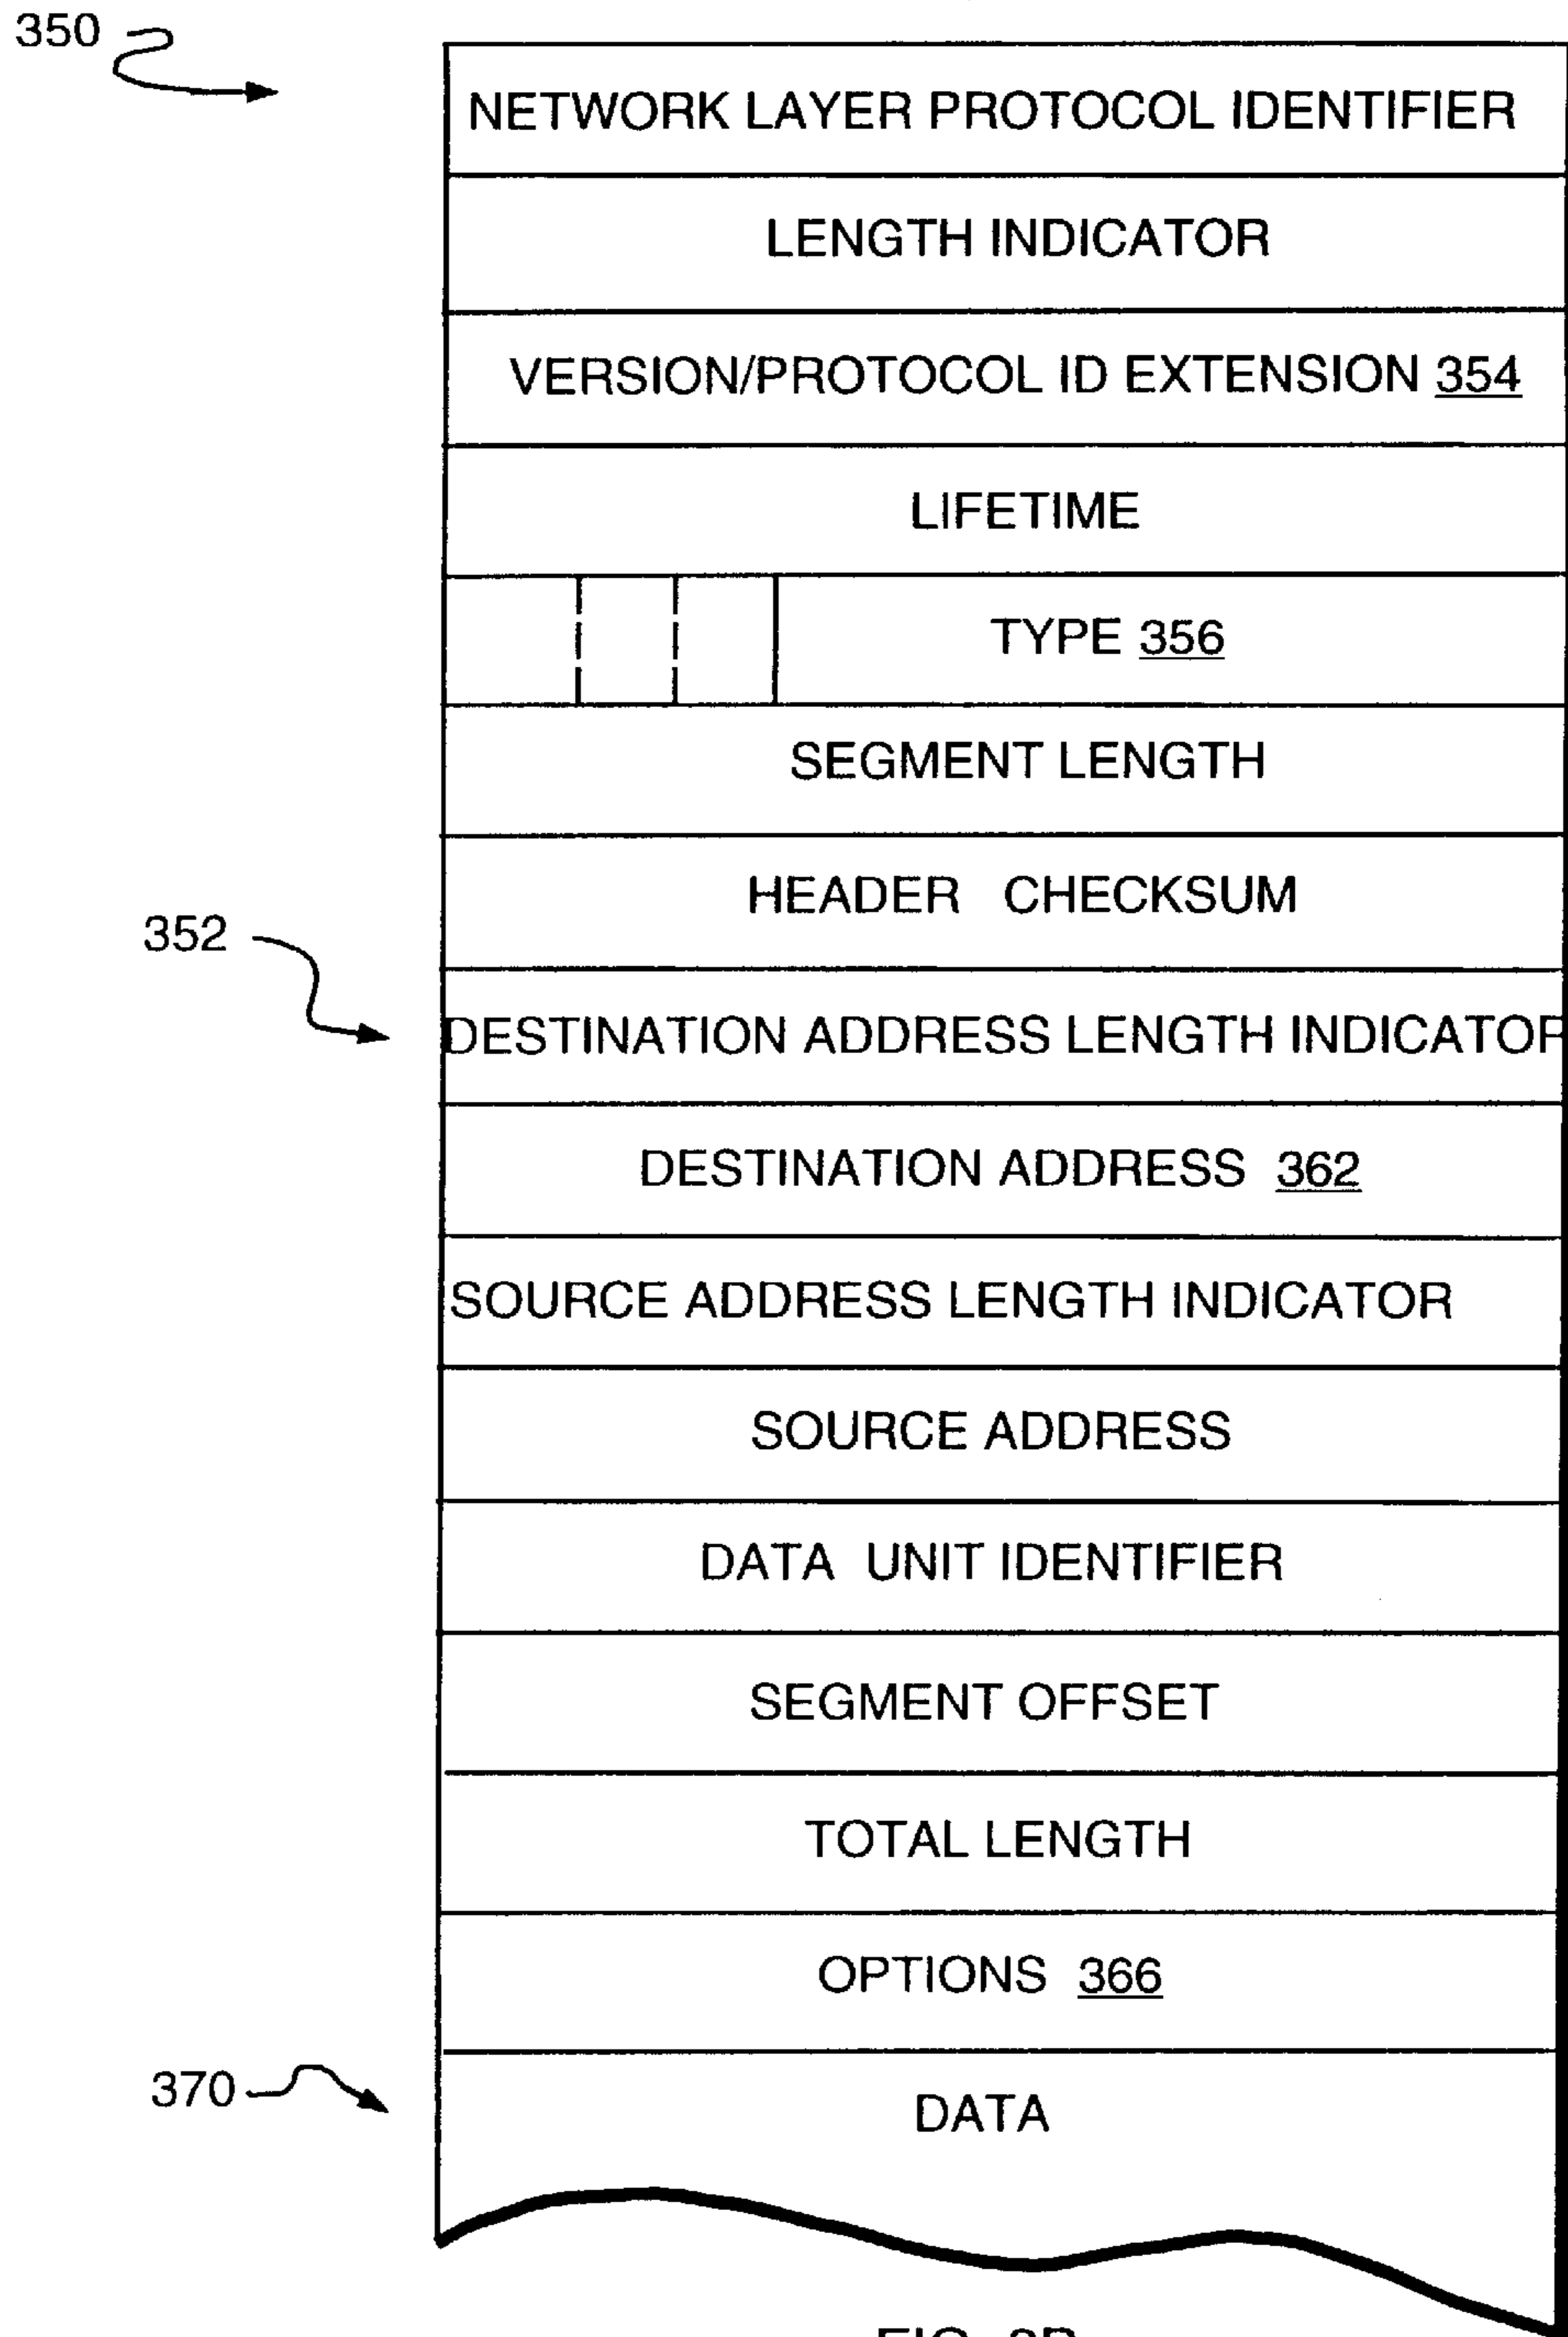 350
NETWORK LAYER PROTOCOL IDENTIFIER
LENGTH INDICATOR
VERSION/PROTOCOL ID EXTENSION 354
LIFETIME
TYPE 356
SEGMENT LENGTH
HEADER CHECKSUM
352
DESTINATION ADDRESS LENGTH INDICATOR
DESTINATION ADDRESS 362
SOURCE ADDRESS LENGTH INDICATOR
SOURCE ADDRESS
DATA UNIT IDENTIFIER
SEGMENT OFFSET
TOTAL LENGTH
OPTIONS 366
370
DATA